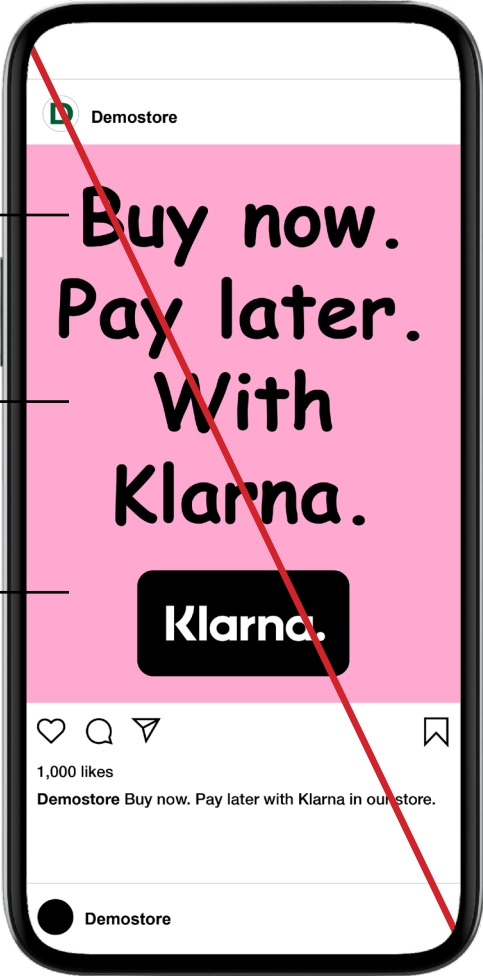 D
Demostore
Buy now.
Pay later.
With
Klarna.
Klarna.
1,000 likes
Demostore Buy now. Pay later with Klarna in our store.
Demostore